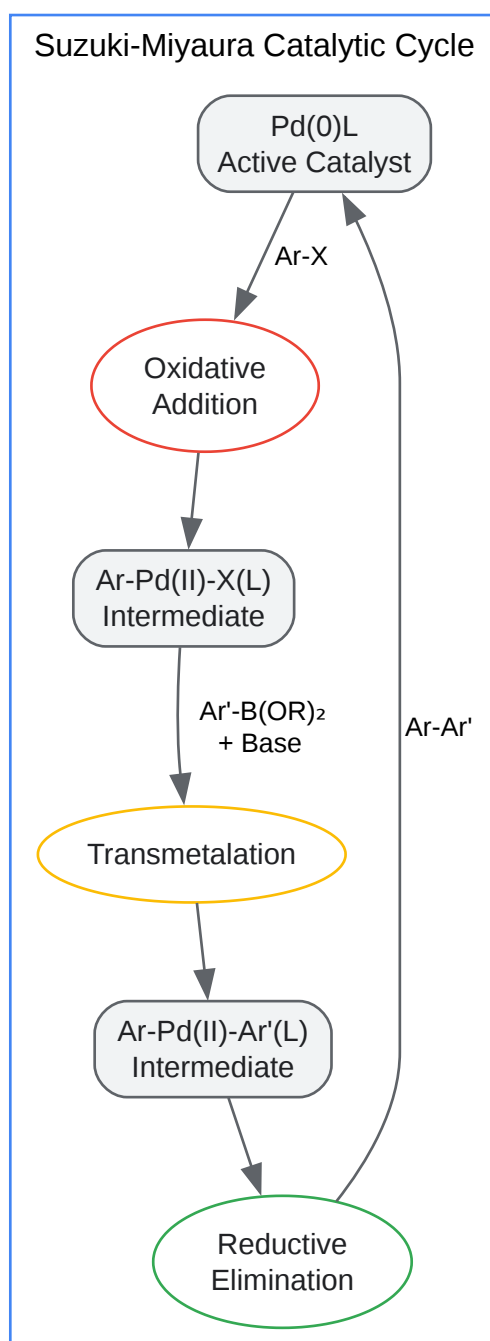 Suzuki-Miyaura Catalytic Cycle
Pd(0)L
Active Catalyst
Ar-X
Oxidative
Addition
Ar-Pd(II)-X(L)
Intermediate
Ar'-B(OR)₂
+ Base
Ar-Ar'
Transmetalation
Ar-Pd(II)-Ar'(L)
Intermediate
Reductive
Elimination